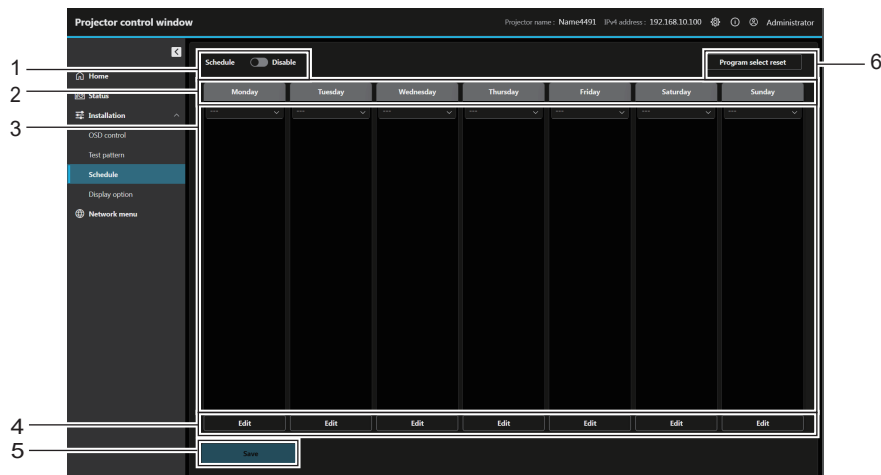 Projector control window Projector name : Name4491 IPv4 address : 192.168.10.100 Administrator
1 Schedule Disable Program select reset 6
Home
2 Monday Tuesday Wednesday Thursday Friday Saturday Sunday
Status
3 Installation --- --- --- --- --- --- ---
OSD control
Test pattern
Schedule
Display option
Network menu
4 Edit Edit Edit Edit Edit Edit Edit
5 Save